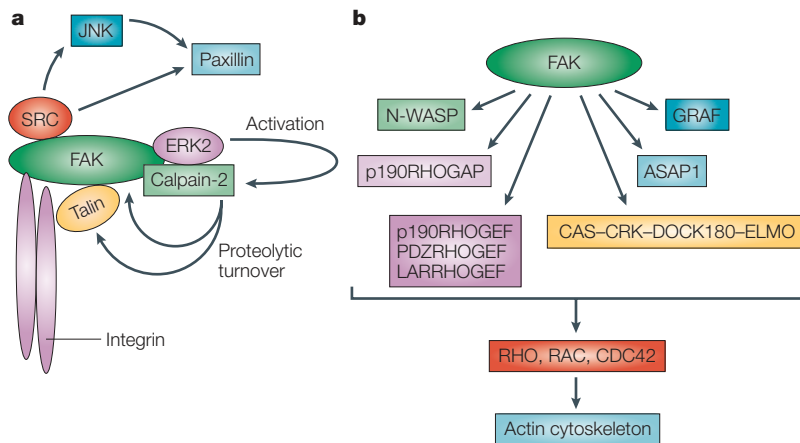 a
JNK
Paxillin
SRC
FAK
ERK2
Activation
Calpain-2
Talin
Proteolytic
turnover
Integrin
b
FAK
N-WASP
GRAF
p190RHOGAP
ASAP1
p190RHOGEF
PDZRHOGEF
LARRHOGEF
CAS–CRK–DOCK180–ELMO
RHO, RAC, CDC42
Actin cytoskeleton